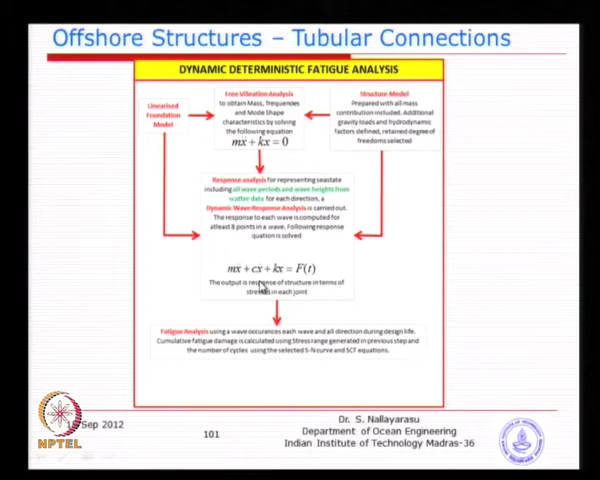 Offshore Structures – Tubular Connections
DYNAMIC DETERMINISTIC FATIGUE ANALYSIS
Linearised
Foundation
Model
Free Vibration Analysis
to obtain Mass, frequencies
and Mode Shape
characteristics by solving
the following equation
mẍ + kx = 0
Structure Model
Prepared with all mass
contribution included. Additional
gravity loads and hydrodynamic
factors defined, retained degree of
freedoms selected
Response analysis for representing seastate
including all wave periods and wave heights from
scatter data for each direction, a
Dynamic Wave Response Analysis is carried out.
The response to each wave is computed for
atleast 8 points in a wave. Following response
quation is solved
mẍ + cẋ + kx = F(t)
The output is response of structure in terms of
stresses in each joint
Fatigue Analysis using a wave occurances each wave and all direction during design life.
Cumulative fatigue damage is calculated using Stress range generated in previous step and
the number of cycles using the selected S-N curve and SCF equations.
Sep 2012
101
Dr. S. Nallayarasu
Department of Ocean Engineering
Indian Institute of Technology Madras-36
NPTEL